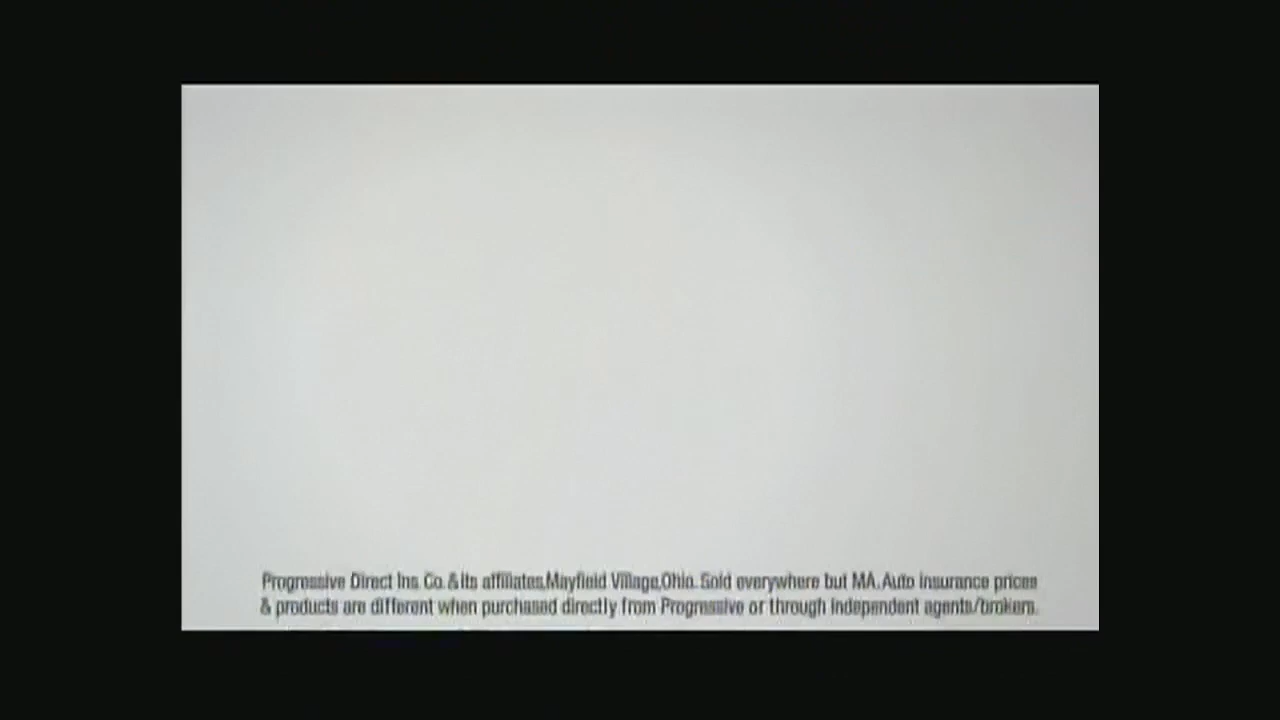 Progressive Direct Ins. Co. & its affiliates, Mayfield Village, Ohio. Sold everywhere but MA. Auto insurance prices
& products are different when purchased directly from Progressive or through independent agents/brokers.